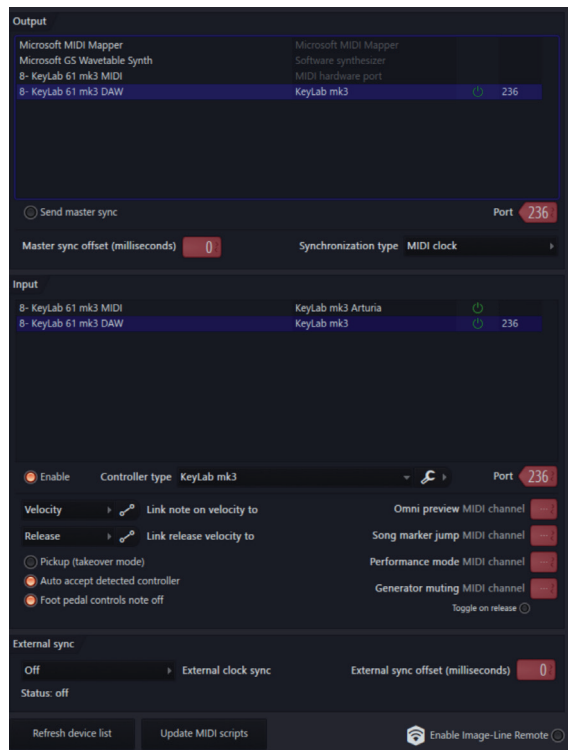 Output
Microsoft MIDI Mapper Microsoft MIDI Mapper
Microsoft GS Wavetable Synth Software synthesizer
8- KeyLab 61 mk3 MIDI MIDI hardware port
8- KeyLab 61 mk3 DAW KeyLab mk3 236
Send master sync Port 236
Master sync offset (milliseconds) 0 Synchronization type MIDI clock
Input
8- KeyLab 61 mk3 MIDI KeyLab mk3 Arturia
8- KeyLab 61 mk3 DAW KeyLab mk3 236
Enable Controller type KeyLab mk3 Port 236
Velocity Link note on velocity to Omni preview MIDI channel --
Release Link release velocity to Song marker jump MIDI channel --
Pickup (takeover mode) Performance mode MIDI channel --
Auto accept detected controller Generator muting MIDI channel --
Foot pedal controls note off Toggle on release
External sync
Off External clock sync External sync offset (milliseconds) 0
Status: off
Refresh device list Update MIDI scripts Enable Image-Line Remote